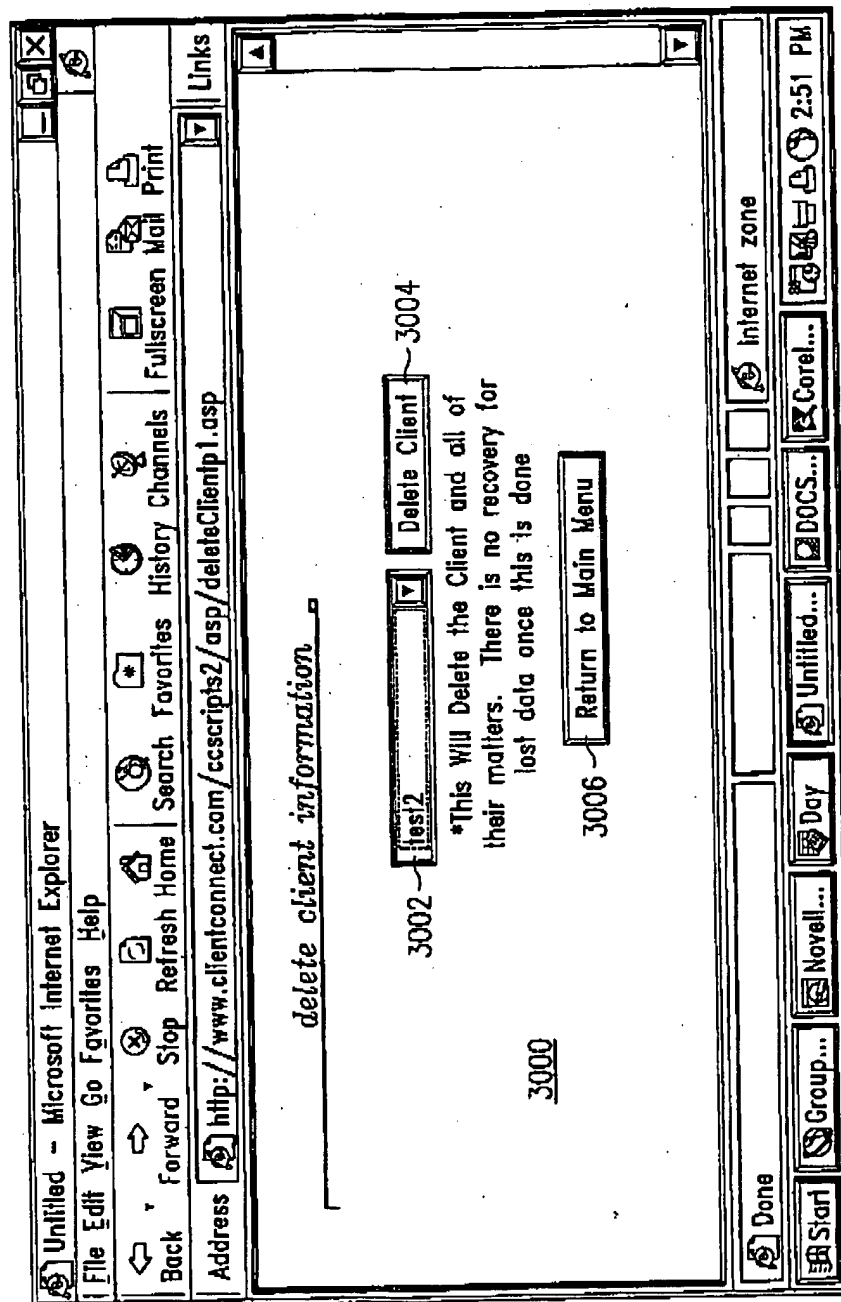 Untitled - Microsoft Internet Explorer
File Edit View Go Favorites Help
Back Forward Stop Refresh Home Search Favorites History Channels Fullscreen Mail Print
Address http://www.clientconnect.com/ccscripts2/asp/deleteClientp1.asp Links
delete client information
3002 itest2 Delete Client 3004
*This Will Delete the Client and all of
their matters. There is no recovery for
lost data once this is done
3006 Return to Main Menu
3000
Done Internet zone
Start Group... Novell... Day Untitled... DOCS... Corel... 2:51 PM